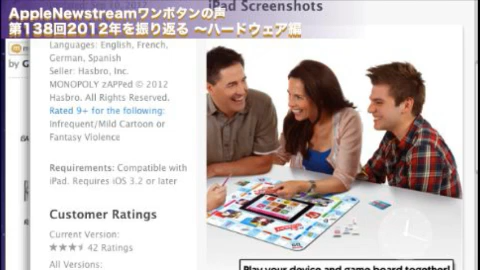 AppleNewstreamワンボタンの声
第138回2012年を振り返る ～ハードウェア編
iPad Screenshots
Languages: English, French,
German, Spanish
Seller: Hasbro, Inc.
MONOPOLY zAPPed © 2012
Hasbro. All Rights Reserved.
Rated 9+ for the following:
Infrequent/Mild Cartoon or
Fantasy Violence
Requirements: Compatible with
iPad. Requires iOS 3.2 or later
Customer Ratings
Current Version:
42 Ratings
All Versions:
Play your device and game board together!